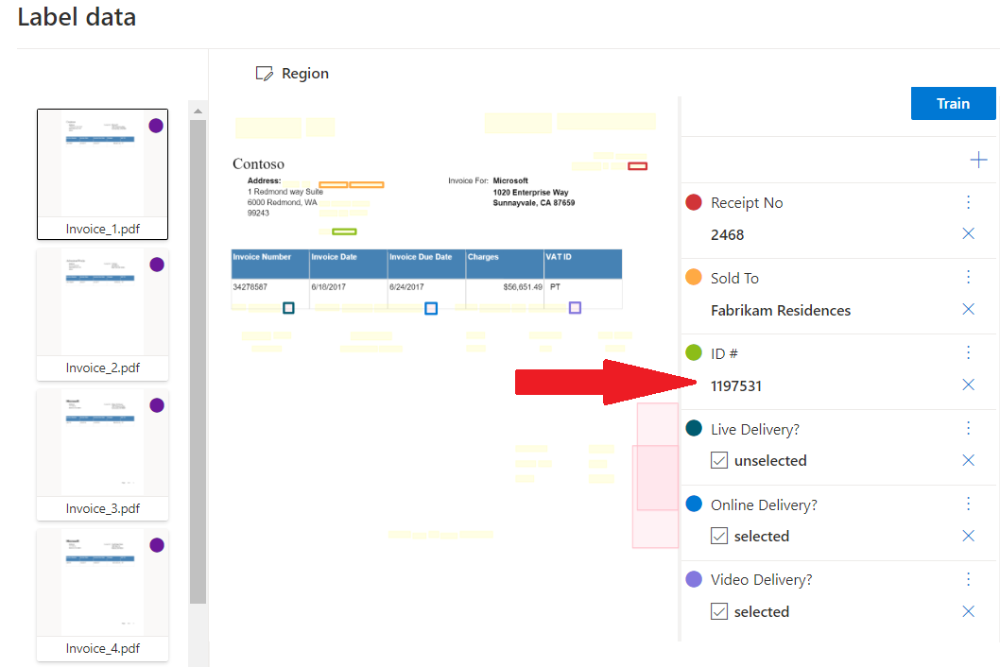 Label data
Region
Train
Invoice_1.pdf
Invoice_2.pdf
Invoice_3.pdf
Invoice_4.pdf
Contoso
Address:
1 Redmond way Suite
6000 Redmond, WA
99243
Invoice For: Microsoft
1020 Enterprise Way
Sunnayvale, CA 87659
Invoice Number Invoice Date Invoice Due Date Charges VAT ID
34278587 6/18/2017 6/24/2017 $56,651.49 PT
Receipt No
2468
Sold To
Fabrikam Residences
ID #
1197531
Live Delivery?
unselected
Online Delivery?
selected
Video Delivery?
selected